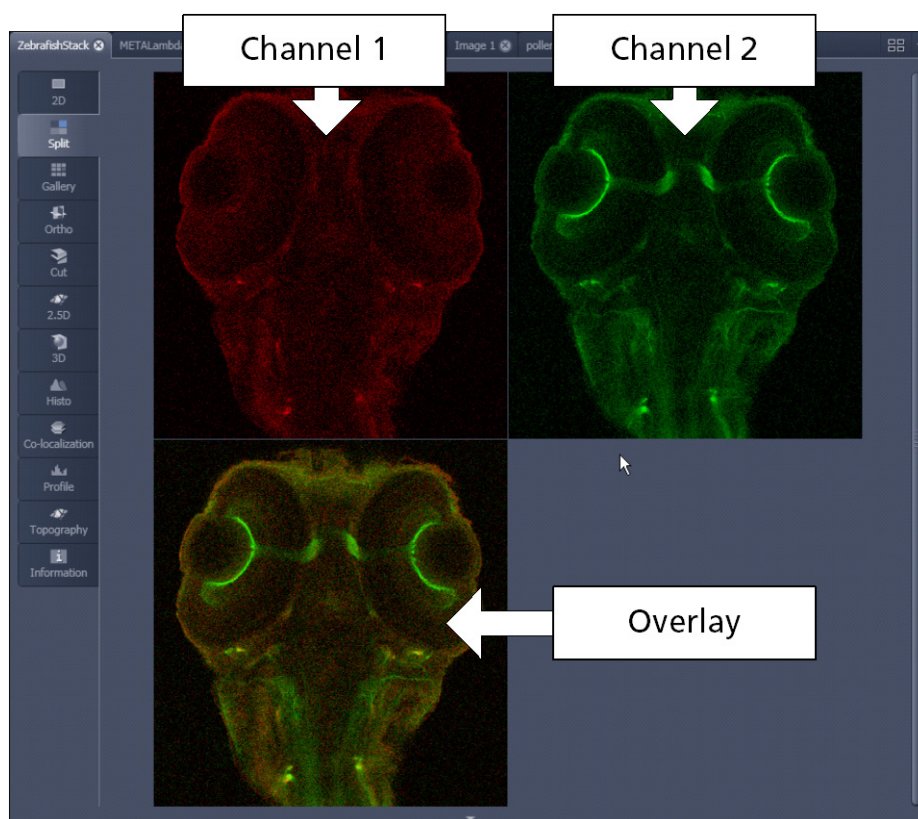 Channel 1
Channel 2
ZebrafishStack
Image 1
2D
Split
Gallery
Ortho
Cut
2.5D
3D
Histo
Co-localization
Profile
Topography
Information
Overlay